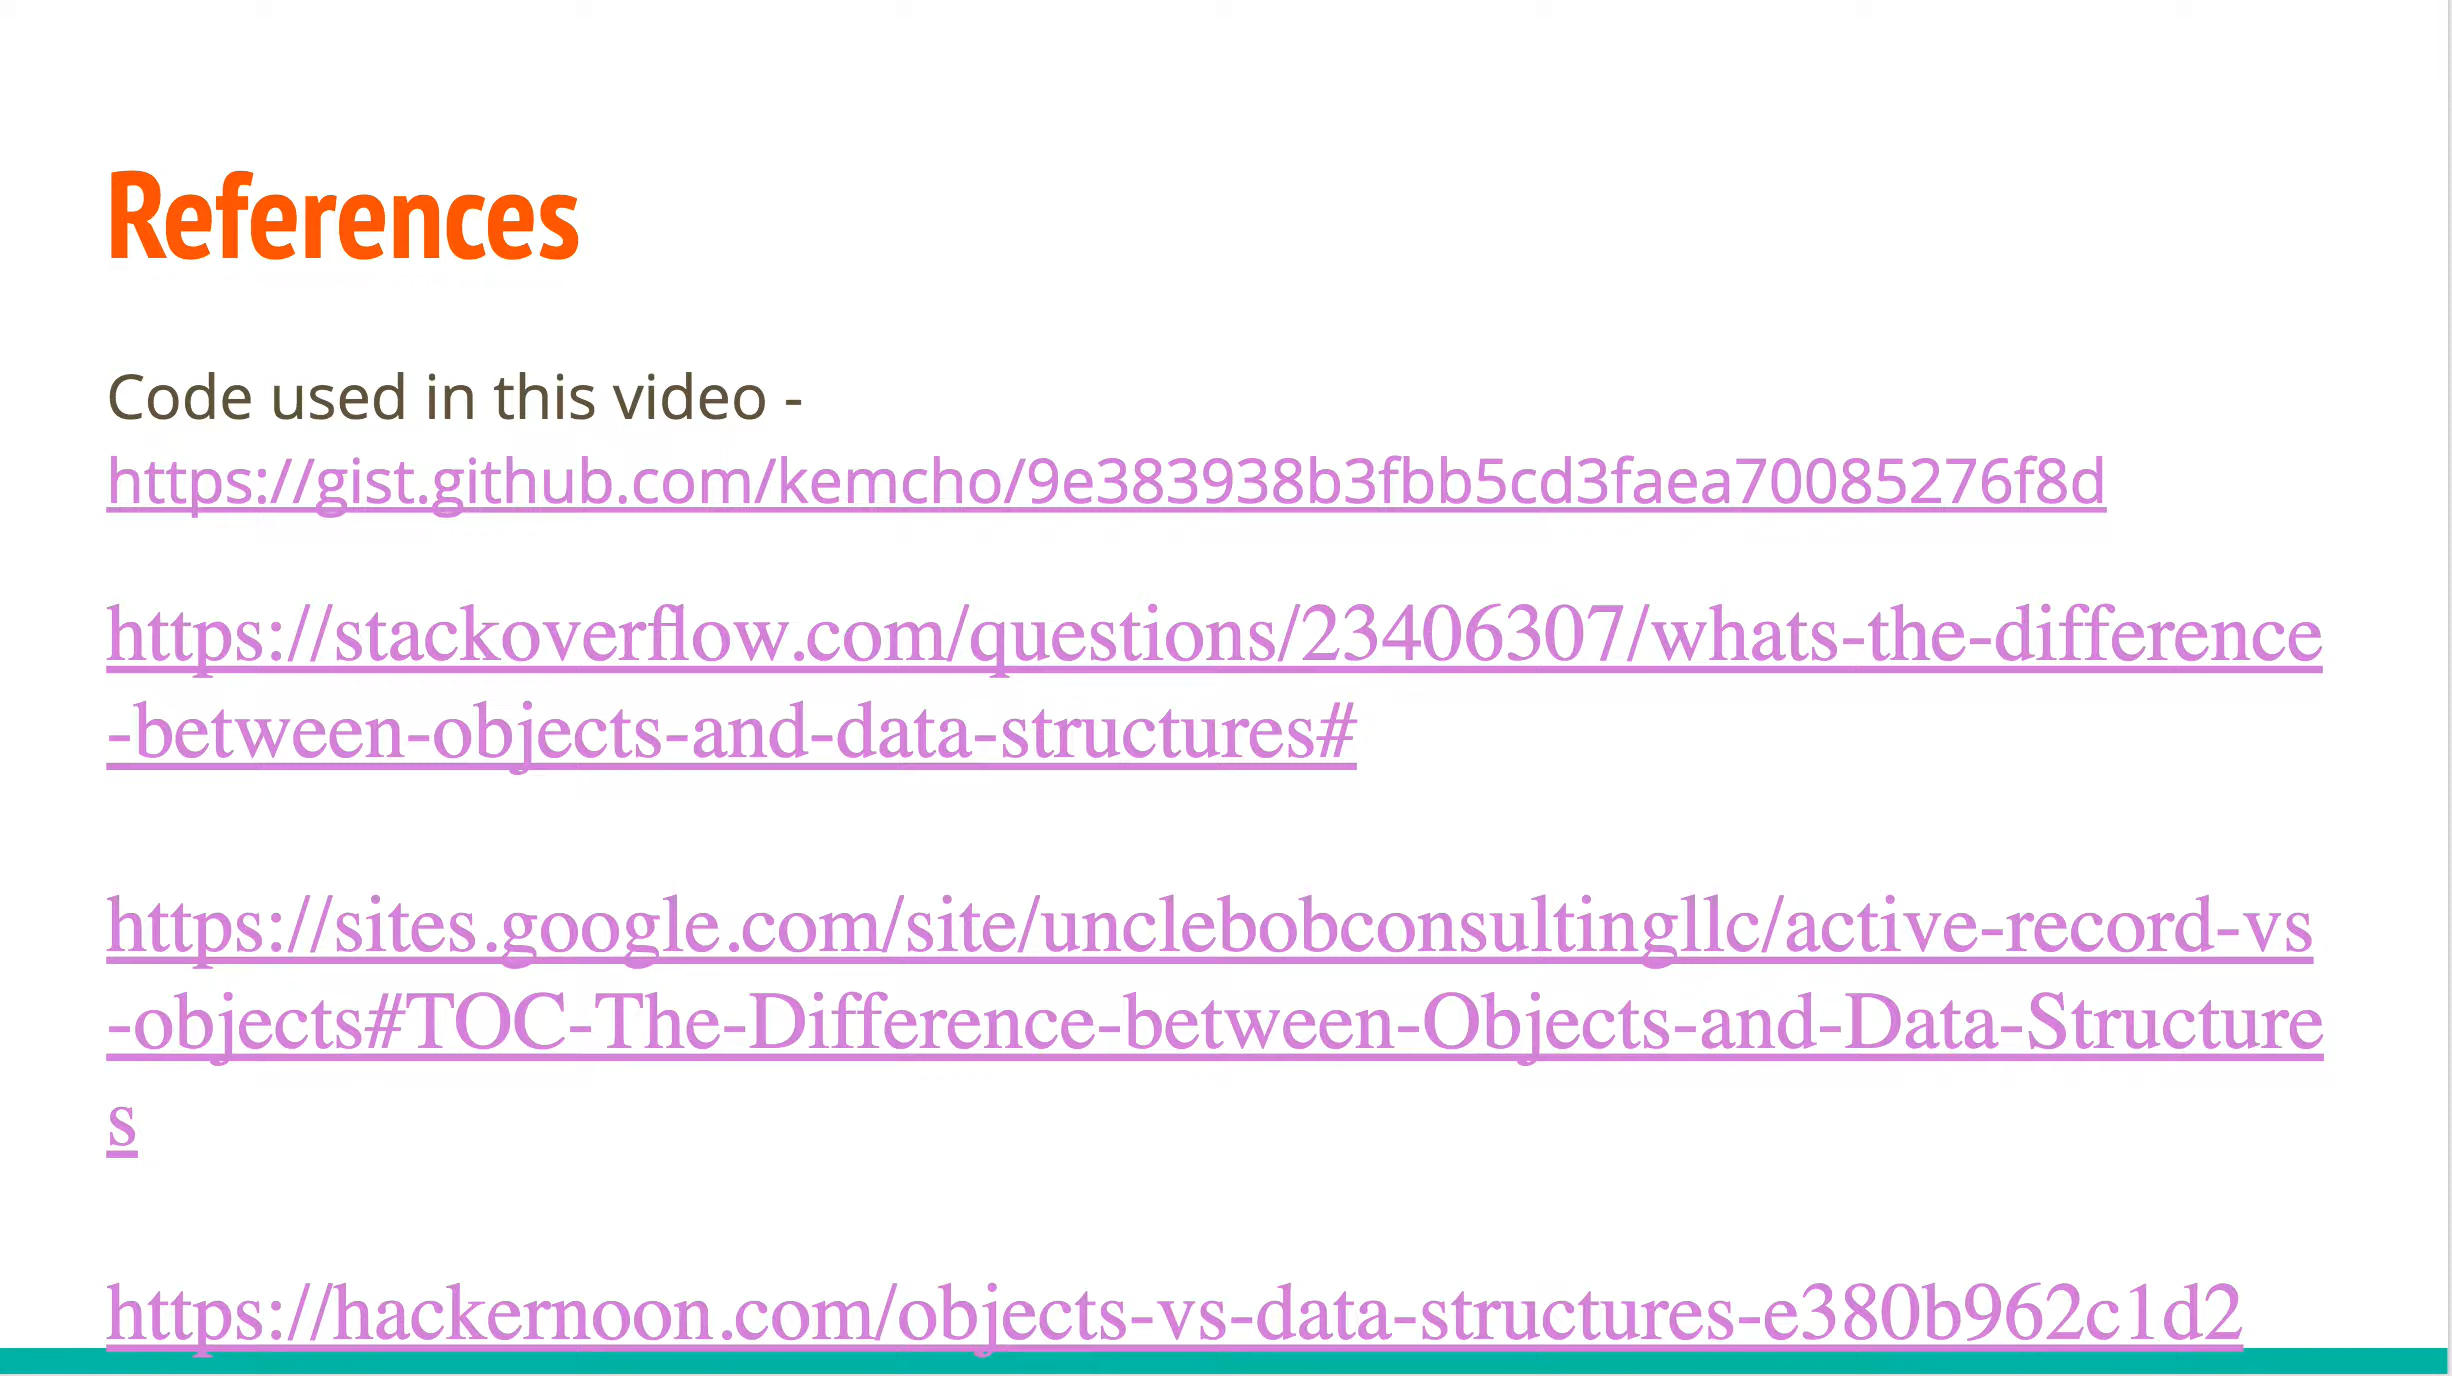 References
Code used in this video -
https://gist.github.com/kemcho/9e383938b3fbb5cd3faea70085276f8d
https://stackoverflow.com/questions/23406307/whats-the-difference
-between-objects-and-data-structures#
https://sites.google.com/site/unclebobconsultingllc/active-record-vs
-objects#TOC-The-Difference-between-Objects-and-Data-Structure
s
https://hackernoon.com/objects-vs-data-structures-e380b962c1d2